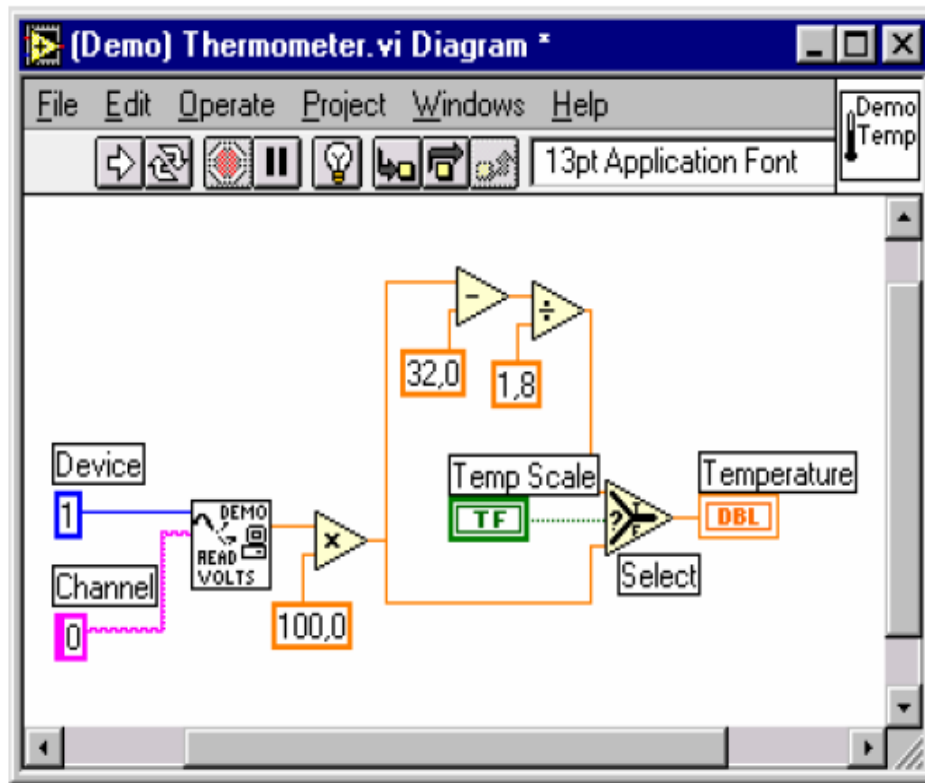 (Demo) Thermometer.vi Diagram *
File Edit Operate Project Windows Help
Demo
Temp
13pt Application Font
−
÷
32,0
1,8
Device
1
DEMO
READ
VOLTS
×
Temp Scale
TF
?
T
F
Temperature
DBL
Select
Channel
0
100,0